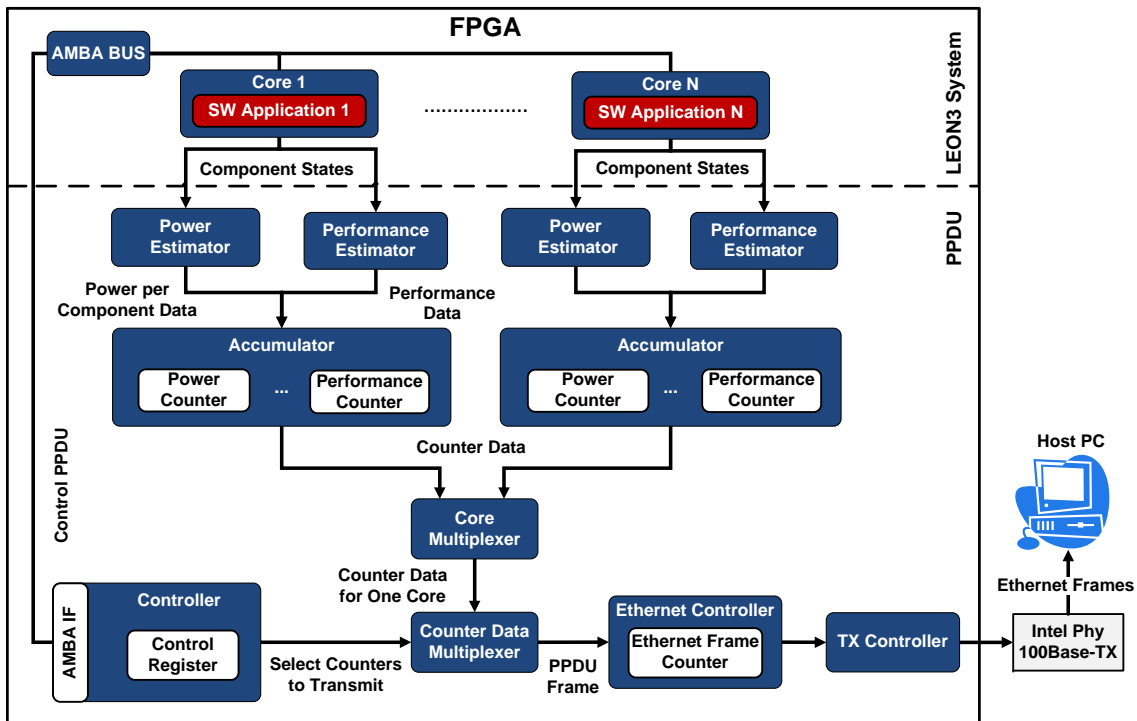 FPGA
AMBA BUS
LEON3 System
Core 1
SW Application 1
..................
Core N
SW Application N
Component States
Component States
PPDU
Power
Estimator
Performance
Estimator
Power
Estimator
Performance
Estimator
Power per
Component Data
Performance
Data
Accumulator
Power
Counter
...
Performance
Counter
Accumulator
Power
Counter
...
Performance
Counter
Control PPDU
Counter Data
Core
Multiplexer
Host PC
Counter Data
for One Core
Ethernet Frames
AMBA IF
Controller
Control
Register
Select Counters
to Transmit
Counter Data
Multiplexer
PPDU
Frame
Ethernet Controller
Ethernet Frame
Counter
TX Controller
Intel Phy
100Base-TX